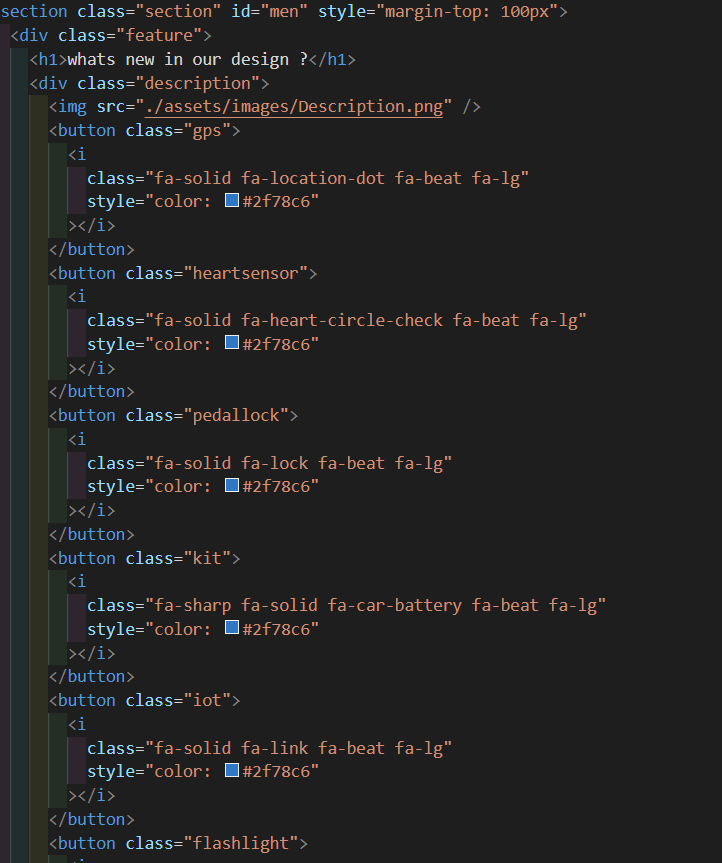 section class="section" id="men" style="margin-top: 100px">
<div class="feature">
<h1>whats new in our design ?</h1>
<div class="description">
<img src="./assets/images/Description.png" />
<button class="gps">
<i
class="fa-solid fa-location-dot fa-beat fa-lg"
style="color: #2f78c6"
></i>
</button>
<button class="heartsensor">
<i
class="fa-solid fa-heart-circle-check fa-beat fa-lg"
style="color: #2f78c6"
></i>
</button>
<button class="pedallock">
<i
class="fa-solid fa-lock fa-beat fa-lg"
style="color: #2f78c6"
></i>
</button>
<button class="kit">
<i
class="fa-sharp fa-solid fa-car-battery fa-beat fa-lg"
style="color: #2f78c6"
></i>
</button>
<button class="iot">
<i
class="fa-solid fa-link fa-beat fa-lg"
style="color: #2f78c6"
></i>
</button>
<button class="flashlight">